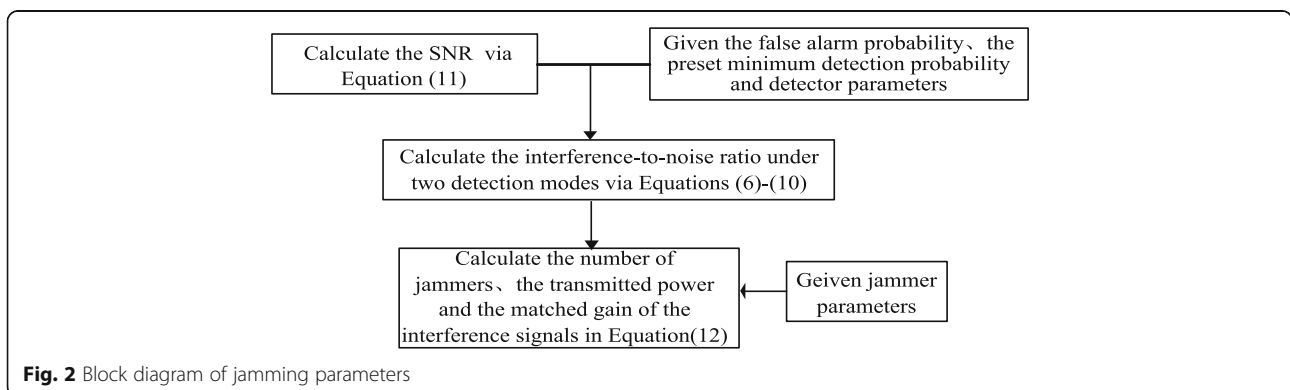 Calculate the SNR via
Equation (11)
Given the false alarm probability、the
preset minimum detection probability
and detector parameters
Calculate the interference-to-noise ratio under
two detection modes via Equations (6)-(10)
Calculate the number of
jammers、the transmitted power
and the matched gain of the
interference signals in Equation(12)
Geiven jammer
parameters
Fig. 2 Block diagram of jamming parameters